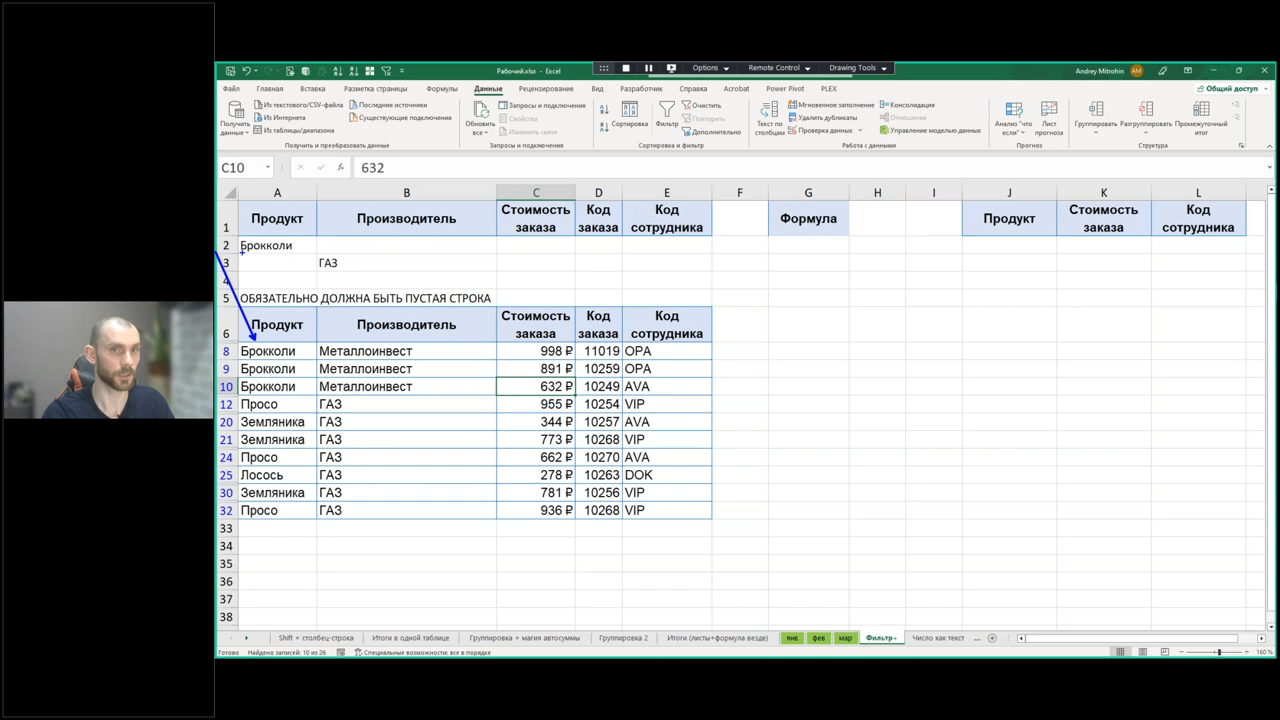 Рабочий.xlsx - Excel
Options
Remote Control
Drawing Tools
Andrey Mitrohin
AM
Файл Главная Вставка Разметка страницы Формулы Данные Рецензирование Вид Разработчик Справка Acrobat Power Pivot PLEX
Общий доступ
Получить данные
Из текстового/CSV-файла
Из Интернета
Из таблицы/диапазона
Последние источники
Существующие подключения
Получить и преобразовать данные
Обновить все
Запросы и подключения
Свойства
Изменить связи
Запросы и подключения
Сортировка
Фильтр
Очистить
Повторить
Дополнительно
Сортировка и фильтр
Текст по столбцам
Мгновенное заполнение
Удалить дубликаты
Проверка данных
Консолидация
Отношения
Управление моделью данных
Работа с данными
Анализ "что если"
Лист прогноза
Прогноз
Группировать
Разгруппировать
Промежуточный итог
Структура
C10 fx 632
A B C D E F G H I J K L
1 Продукт Производитель Стоимость заказа Код заказа Код сотрудника Формула Продукт Стоимость заказа Код сотрудника
2 Брокколи
3 ГАЗ
4
5 ОБЯЗАТЕЛЬНО ДОЛЖНА БЫТЬ ПУСТАЯ СТРОКА
6 Продукт Производитель Стоимость заказа Код заказа Код сотрудника
8 Брокколи Металлоинвест 998 ₽ 11019 OPA
9 Брокколи Металлоинвест 891 ₽ 10259 OPA
10 Брокколи Металлоинвест 632 ₽ 10249 AVA
12 Просо ГАЗ 955 ₽ 10254 VIP
20 Земляника ГАЗ 344 ₽ 10257 AVA
21 Земляника ГАЗ 773 ₽ 10268 VIP
24 Просо ГАЗ 662 ₽ 10270 AVA
25 Лосось ГАЗ 278 ₽ 10263 DOK
30 Земляника ГАЗ 781 ₽ 10256 VIP
32 Просо ГАЗ 936 ₽ 10268 VIP
33
34
35
36
37
38
Shift + столбец-строка Итоги в одной таблице Группировка + магия автосуммы Группировка 2 Итоги (листы+формула везде) янв фев мар Фильтр+ Число как текст ...
Готово Найдено записей: 10 из 26 Специальные возможности: все в порядке 160 %